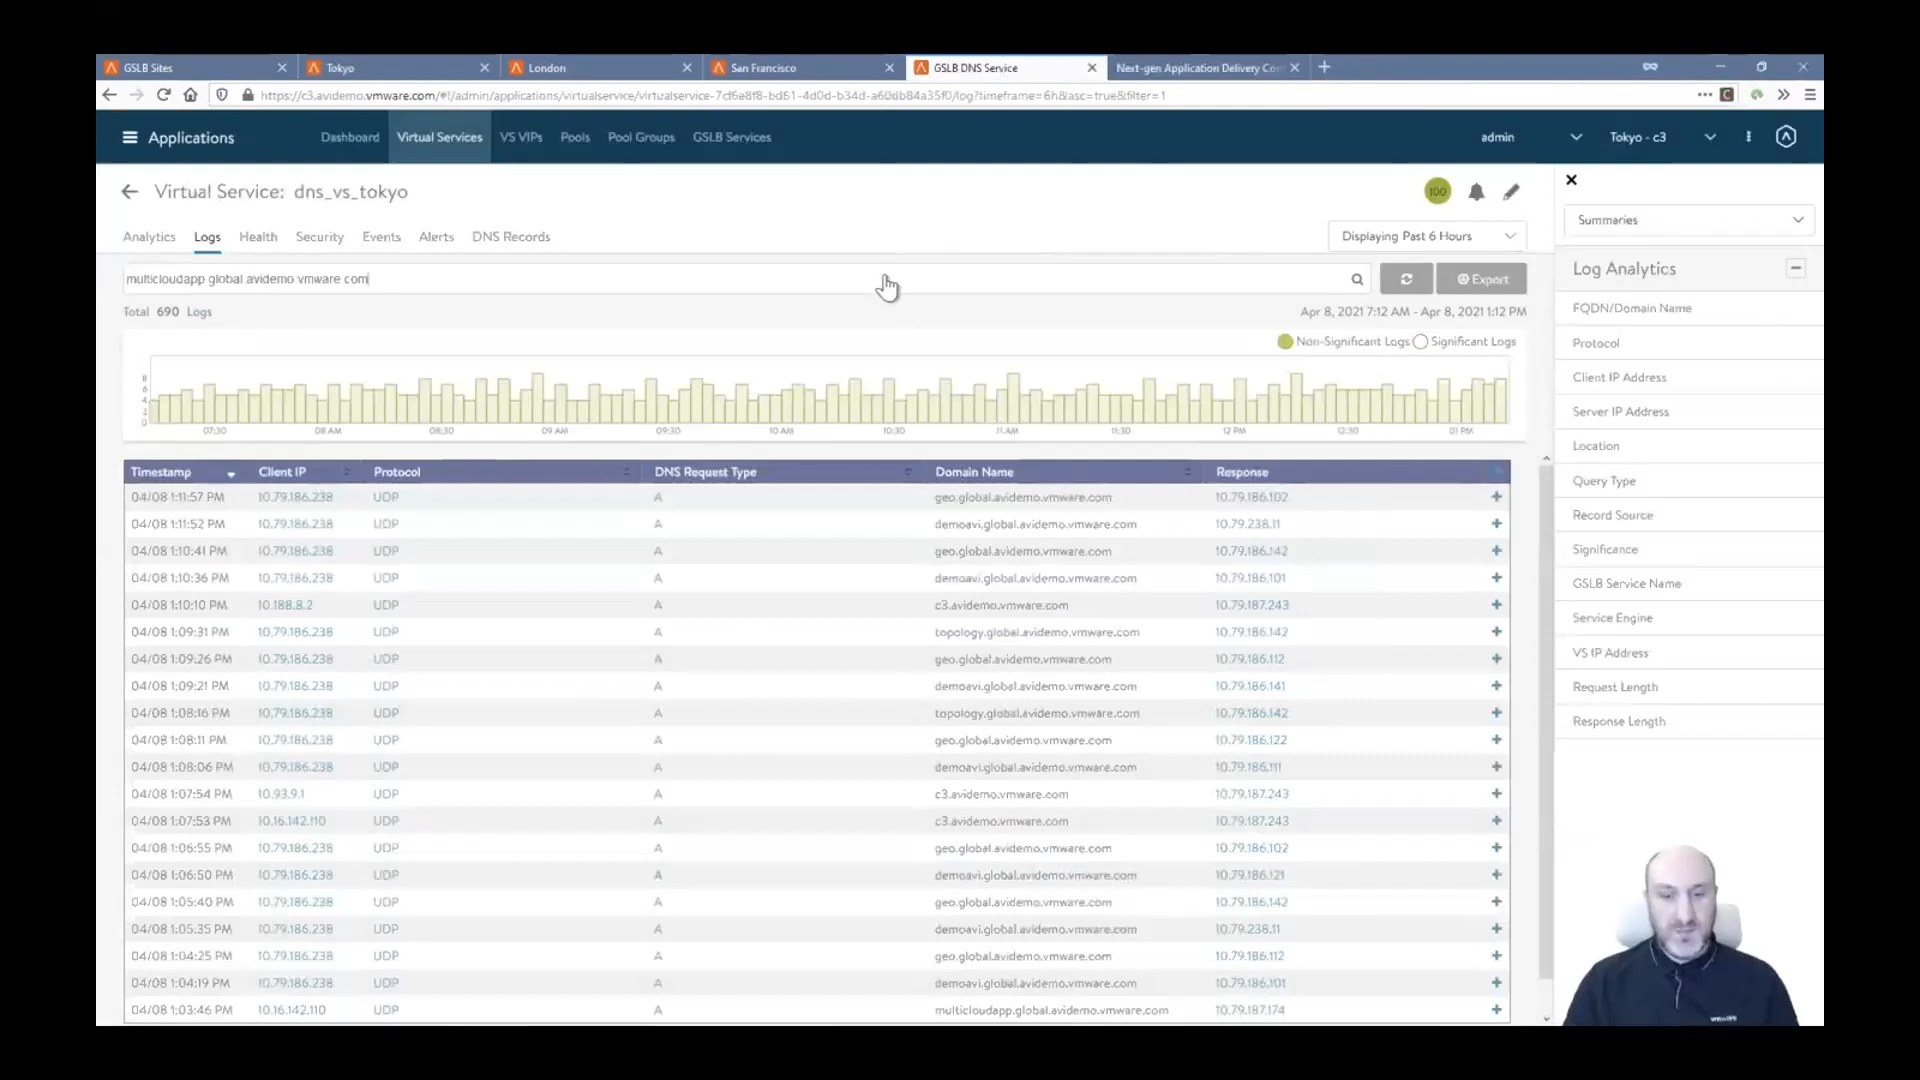 GSLB Sites
Tokyo
London
San Francisco
GSLB DNS Service
Next-gen Application Delivery Con
https://c3.avidemo.vmware.com/#!/admin/applications/virtualservice/virtualservice-7cf6e8f8-bd61-4d0d-b34d-a60db84a35f0/log?timeframe=6h&asc=true&filter=1
Applications
Dashboard
Virtual Services
VS VIPs
Pools
Pool Groups
GSLB Services
admin
Tokyo - c3
Virtual Service: dns_vs_tokyo
100
Summaries
Analytics
Logs
Health
Security
Events
Alerts
DNS Records
Displaying Past 6 Hours
multicloudapp global avidemo vmware com
Export
Total 690 Logs
Apr 8, 2021 7:12 AM - Apr 8, 2021 1:12 PM
Non-Significant Logs
Significant Logs
8
6
4
2
0
07:30
08 AM
08:30
09 AM
09:30
10 AM
10:30
11 AM
11:30
12 PM
12:30
01 PM
Timestamp Client IP Protocol DNS Request Type Domain Name Response
04/08 1:11:57 PM 10.79.186.238 UDP A geo.global.avidemo.vmware.com 10.79.186.102 +
04/08 1:11:52 PM 10.79.186.238 UDP A demoavi.global.avidemo.vmware.com 10.79.238.11 +
04/08 1:10:41 PM 10.79.186.238 UDP A geo.global.avidemo.vmware.com 10.79.186.142 +
04/08 1:10:36 PM 10.79.186.238 UDP A demoavi.global.avidemo.vmware.com 10.79.186.101 +
04/08 1:10:10 PM 10.188.8.2 UDP A c3.avidemo.vmware.com 10.79.187.243 +
04/08 1:09:31 PM 10.79.186.238 UDP A topology.global.avidemo.vmware.com 10.79.186.142 +
04/08 1:09:26 PM 10.79.186.238 UDP A geo.global.avidemo.vmware.com 10.79.186.112 +
04/08 1:09:21 PM 10.79.186.238 UDP A demoavi.global.avidemo.vmware.com 10.79.186.141 +
04/08 1:08:16 PM 10.79.186.238 UDP A topology.global.avidemo.vmware.com 10.79.186.142 +
04/08 1:08:11 PM 10.79.186.238 UDP A geo.global.avidemo.vmware.com 10.79.186.122 +
04/08 1:08:06 PM 10.79.186.238 UDP A demoavi.global.avidemo.vmware.com 10.79.186.111 +
04/08 1:07:54 PM 10.93.9.1 UDP A c3.avidemo.vmware.com 10.79.187.243 +
04/08 1:07:53 PM 10.16.142.110 UDP A c3.avidemo.vmware.com 10.79.187.243 +
04/08 1:06:55 PM 10.79.186.238 UDP A geo.global.avidemo.vmware.com 10.79.186.102 +
04/08 1:06:50 PM 10.79.186.238 UDP A demoavi.global.avidemo.vmware.com 10.79.186.121 +
04/08 1:05:40 PM 10.79.186.238 UDP A geo.global.avidemo.vmware.com 10.79.186.142 +
04/08 1:05:35 PM 10.79.186.238 UDP A demoavi.global.avidemo.vmware.com 10.79.238.11 +
04/08 1:04:25 PM 10.79.186.238 UDP A geo.global.avidemo.vmware.com 10.79.186.112 +
04/08 1:04:19 PM 10.79.186.238 UDP A demoavi.global.avidemo.vmware.com 10.79.186.101 +
04/08 1:03:46 PM 10.16.142.110 UDP A multicloudapp.global.avidemo.vmware.com 10.79.187.174 +
Log Analytics
FQDN/Domain Name
Protocol
Client IP Address
Server IP Address
Location
Query Type
Record Source
Significance
GSLB Service Name
Service Engine
VS IP Address
Request Length
Response Length
vmware